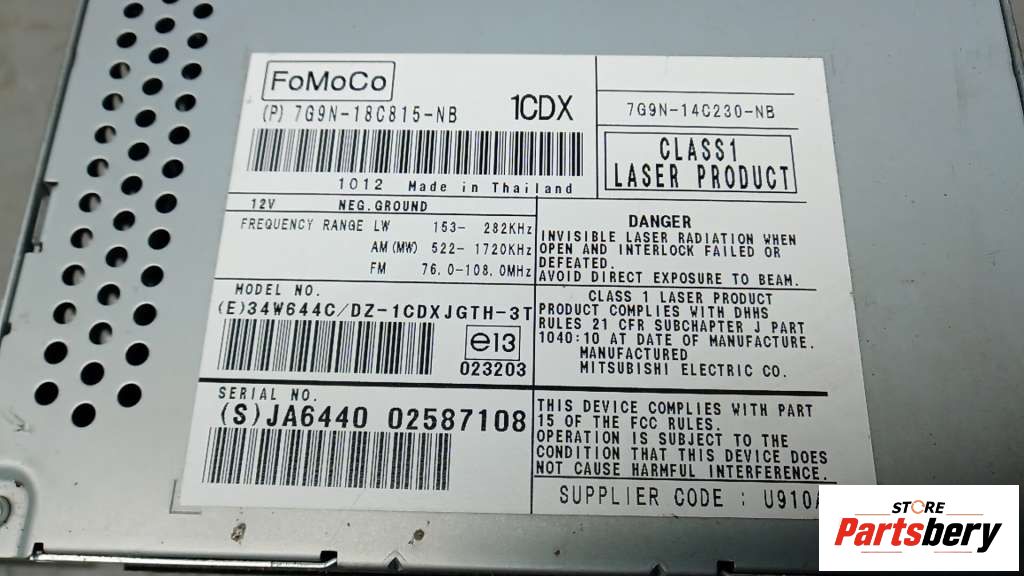 FoMoCo
(P) 7G9N-18C815-NB
1CDX
7G9N-14C230-NB
CLASS1
LASER PRODUCT
1012 Made in Thailand
12V NEG.GROUND
FREQUENCY RANGE LW 153- 282KHz
AM(MW) 522- 1720KHz
FM 76.0-108.0MHz
MODEL NO.
(E)34W644C/DZ-1CDXJGTH-3T
e13
023203
SERIAL NO.
(S)JA6440 02587108
DANGER
INVISIBLE LASER RADIATION WHEN
OPEN AND INTERLOCK FAILED OR
DEFEATED.
AVOID DIRECT EXPOSURE TO BEAM.
CLASS 1 LASER PRODUCT
PRODUCT COMPLIES WITH DHHS
RULES 21 CFR SUBCHAPTER J PART
1040:10 AT DATE OF MANUFACTURE.
MANUFACTURED
MITSUBISHI ELECTRIC CO.
THIS DEVICE COMPLIES WITH PART
15 OF THE FCC RULES.
OPERATION IS SUBJECT TO THE
CONDITION THAT THIS DEVICE DOES
NOT CAUSE HARMFUL INTERFERENCE.
SUPPLIER CODE : U910A
STORE
Partsbery